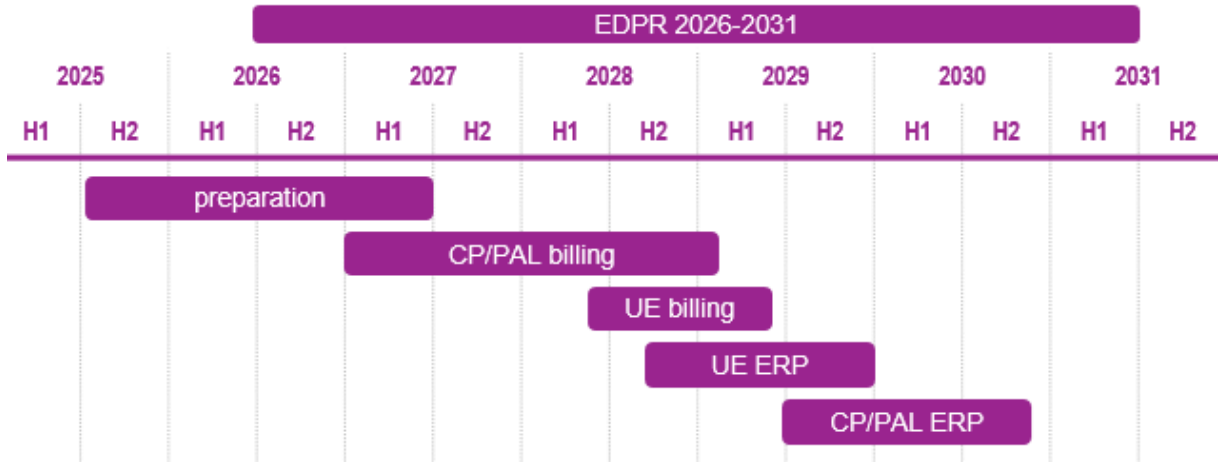 EDPR 2026-2031
2025 2026 2027 2028 2029 2030 2031
H1 H2 H1 H2 H1 H2 H1 H2 H1 H2 H1 H2 H1 H2
preparation
CP/PAL billing
UE billing
UE ERP
CP/PAL ERP